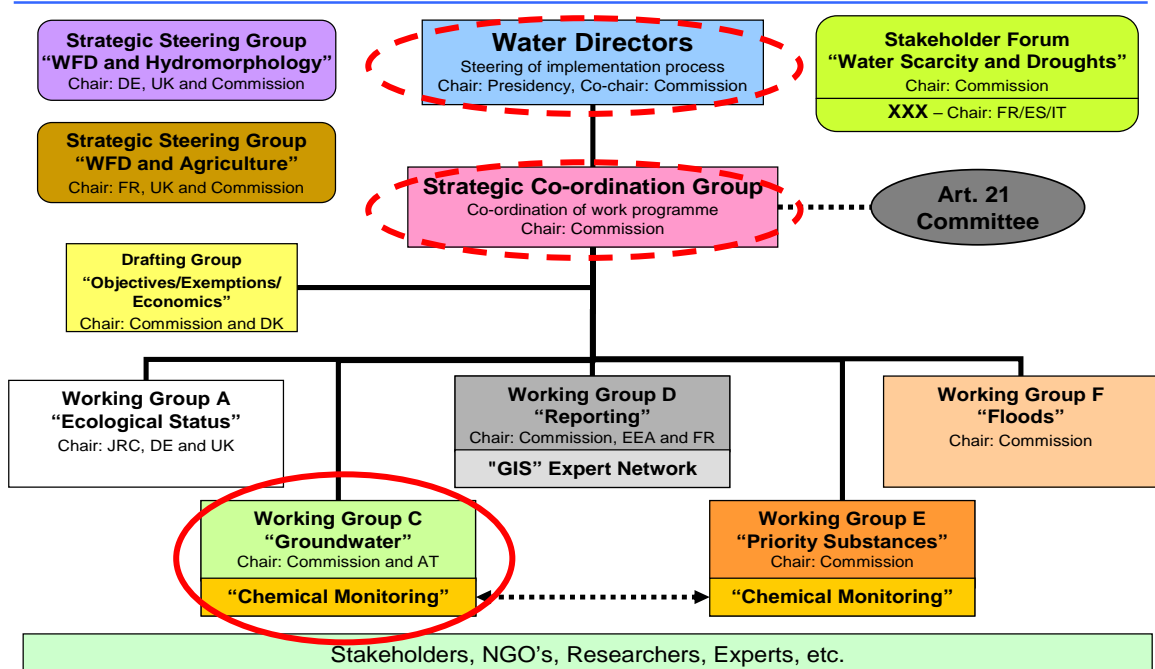 Strategic Steering Group
“WFD and Hydromorphology”
Chair: DE, UK and Commission
Water Directors
Steering of implementation process
Chair: Presidency, Co-chair: Commission
Stakeholder Forum
“Water Scarcity and Droughts”
Chair: Commission
XXX – Chair: FR/ES/IT
Strategic Steering Group
“WFD and Agriculture”
Chair: FR, UK and Commission
Strategic Co-ordination Group
Co-ordination of work programme
Chair: Commission
Art. 21
Committee
Drafting Group
“Objectives/Exemptions/
Economics”
Chair: Commission and DK
Working Group A
“Ecological Status”
Chair: JRC, DE and UK
Working Group D
“Reporting”
Chair: Commission, EEA and FR
"GIS” Expert Network
Working Group F
“Floods”
Chair: Commission
Working Group C
“Groundwater”
Chair: Commission and AT
“Chemical Monitoring”
Working Group E
“Priority Substances”
Chair: Commission
“Chemical Monitoring”
Stakeholders, NGO’s, Researchers, Experts, etc.